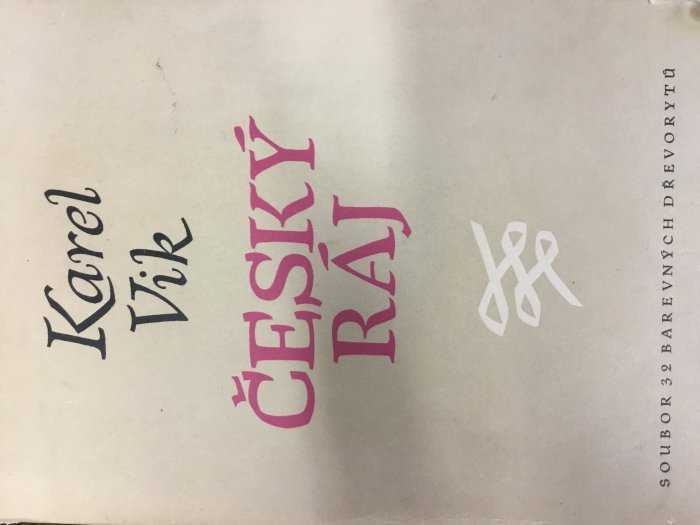 Karel
Vik
ČESKÝ
RÁJ
SOUBOR 32 BAREVNÝCH DŘEVORYTŮ